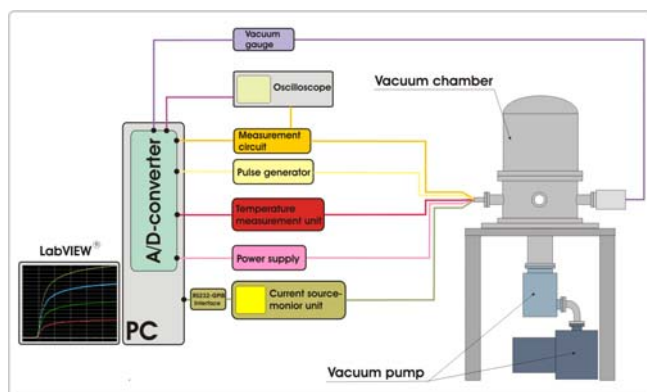 Vacuum
gauge
Oscilloscope
Vacuum chamber
Measurement
circuit
Pulse generator
A/D-converter
Temperature
measurement unit
LabVIEW®
Power supply
RS232-GPIB
Interface
Current source-
monior unit
PC
Vacuum pump